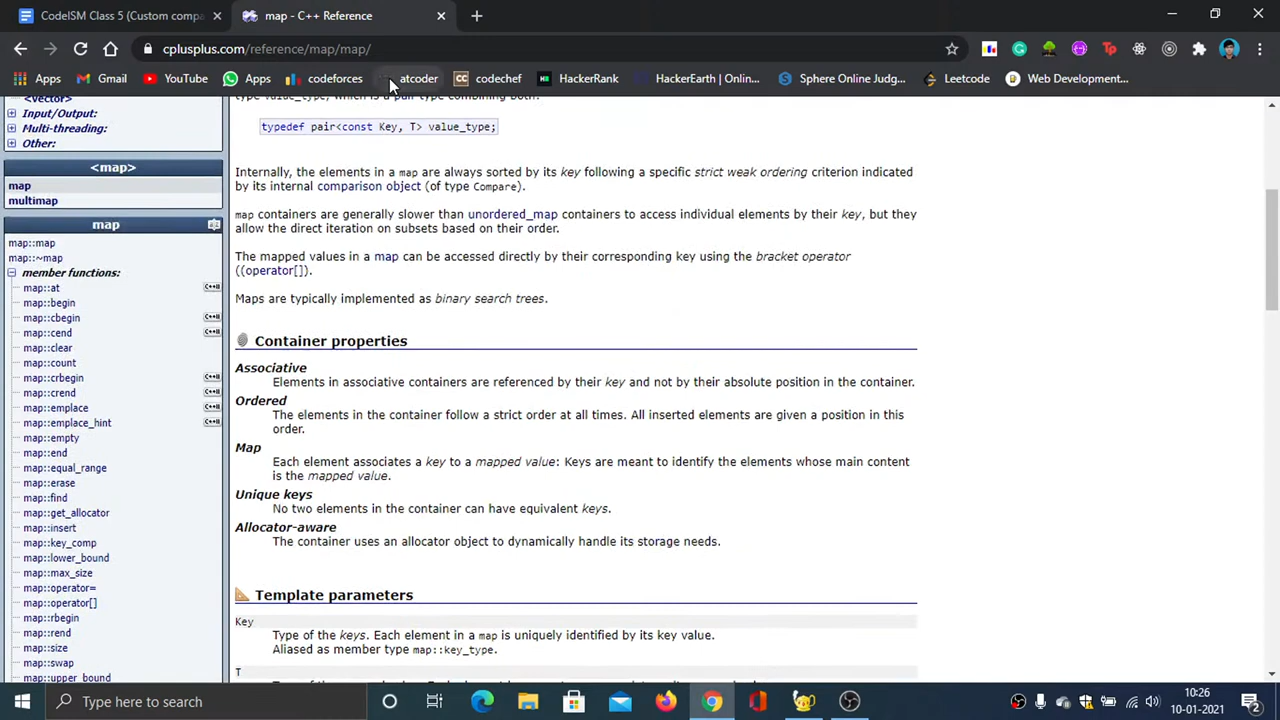 CodeISM Class 5 (Custom compa
map - C++ Reference
cplusplus.com/reference/map/map/
Apps
Gmail
YouTube
Apps
codeforces
atcoder
codechef
HackerRank
HackerEarth | Onlin...
Sphere Online Judg...
Leetcode
Web Development...
<vector>
Input/Output:
Multi-threading:
Other:
<map>
map
multimap
map
map::map
map::~map
member functions:
map::at
map::begin
map::cbegin
map::cend
map::clear
map::count
map::crbegin
map::crend
map::emplace
map::emplace_hint
map::empty
map::end
map::equal_range
map::erase
map::find
map::get_allocator
map::insert
map::key_comp
map::lower_bound
map::max_size
map::operator=
map::operator[]
map::rbegin
map::rend
map::size
map::swap
map::upper_bound
type value_type, which is a pair type combining both:
typedef pair<const Key, T> value_type;
Internally, the elements in a map are always sorted by its key following a specific strict weak ordering criterion indicated
by its internal comparison object (of type Compare).
map containers are generally slower than unordered_map containers to access individual elements by their key, but they
allow the direct iteration on subsets based on their order.
The mapped values in a map can be accessed directly by their corresponding key using the bracket operator
((operator[]).
Maps are typically implemented as binary search trees.
Container properties
Associative
Elements in associative containers are referenced by their key and not by their absolute position in the container.
Ordered
The elements in the container follow a strict order at all times. All inserted elements are given a position in this
order.
Map
Each element associates a key to a mapped value: Keys are meant to identify the elements whose main content
is the mapped value.
Unique keys
No two elements in the container can have equivalent keys.
Allocator-aware
The container uses an allocator object to dynamically handle its storage needs.
Template parameters
Key
Type of the keys. Each element in a map is uniquely identified by its key value.
Aliased as member type map::key_type.
T
Type here to search
10:26
10-01-2021